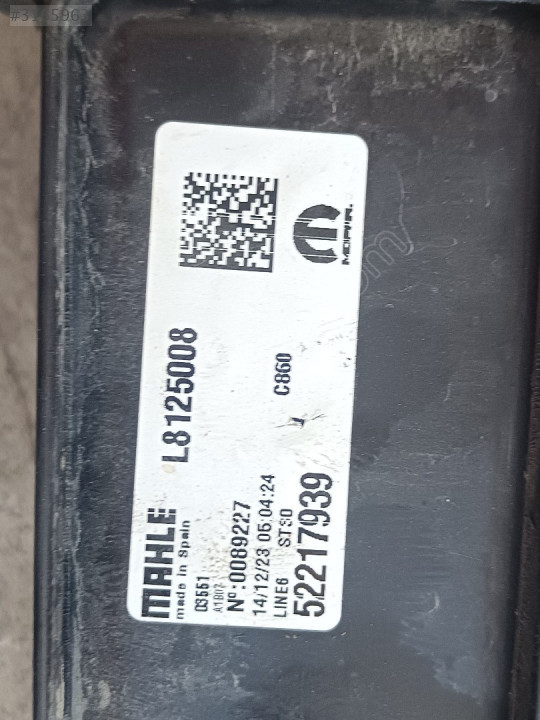 MAHLE
made in Spain
L8125008
03551
A1807
Nº:0089227
14/12/23 05:04:24
LINE6 ST30
C860
52217939
MOPAR